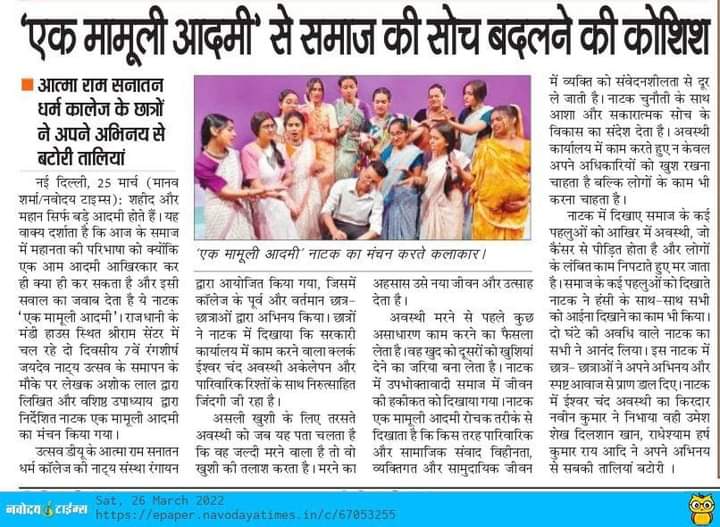 ‘एक मामूली आदमी’ से समाज की सोच बदलने की कोशिश
आत्मा राम सनातन
धर्म कालेज के छात्रों
ने अपने अभिनय से
बटोरी तालियां
नई दिल्ली, 25 मार्च (मानव
शर्मा/नवोदय टाइम्स): शहीद और
महान सिर्फ बड़े आदमी होते हैं। यह
वाक्य दर्शाता है कि आज के समाज
में महानता की परिभाषा को क्योंकि
एक आम आदमी आखिरकार कर
ही क्या ही कर सकता है और इसी
सवाल का जवाब देता है ये नाटक
‘एक मामूली आदमी’। राजधानी के
मंडी हाउस स्थित श्रीराम सेंटर में
चल रहे दो दिवसीय 7वें रंगशीर्ष
जयदेव नाट्य उत्सव के समापन के
मौके पर लेखक अशोक लाल द्वारा
लिखित और वशिष्ठ उपाध्याय द्वारा
निर्देशित नाटक एक मामूली आदमी
का मंचन किया गया।
उत्सव डीयू के आत्मा राम सनातन
धर्म कॉलेज की नाट्य संस्था रंगायन
‘एक मामूली आदमी’ नाटक का मंचन करते कलाकार।
द्वारा आयोजित किया गया, जिसमें
कॉलेज के पूर्व और वर्तमान छात्र-
छात्राओं द्वारा अभिनय किया। छात्रों
ने नाटक में दिखाया कि सरकारी
कार्यालय में काम करने वाला क्लर्क
ईश्वर चंद अवस्थी अकेलेपन और
पारिवारिक रिश्तों के साथ निरुत्साहित
जिंदगी जी रहा है।
असली खुशी के लिए तरसते
अवस्थी को जब यह पता चलता है
कि वह जल्दी मरने वाला है तो वो
खुशी की तलाश करता है। मरने का
अहसास उसे नया जीवन और उत्साह
देता है।
अवस्थी मरने से पहले कुछ
असाधारण काम करने का फैसला
लेता है। वह खुद को दूसरों को खुशियां
देने का जरिया बना लेता है। नाटक
में उपभोक्तावादी समाज में जीवन
की हकीकत को दिखाया गया। नाटक
एक मामूली आदमी रोचक तरीके से
दिखाता है कि किस तरह पारिवारिक
और सामाजिक संवाद विहीनता,
व्यक्तिगत और सामुदायिक जीवन
में व्यक्ति को संवेदनशीलता से दूर
ले जाती है। नाटक चुनौती के साथ
आशा और सकारात्मक सोच के
विकास का संदेश देता है। अवस्थी
कार्यालय में काम करते हुए न केवल
अपने अधिकारियों को खुश रखना
चाहता है बल्कि लोगों के काम भी
करना चाहता है।
नाटक में दिखाए समाज के कई
पहलुओं को आखिर में अवस्थी, जो
कैंसर से पीड़ित होता है और लोगों
के लंबित काम निपटाते हुए मर जाता
है। समाज के कई पहलुओं को दिखाते
नाटक ने हंसी के साथ-साथ सभी
को आईना दिखाने का काम भी किया।
दो घंटे की अवधि वाले नाटक का
सभी ने आनंद लिया। इस नाटक में
छात्र- छात्राओं ने अपने अभिनय और
स्पष्ट आवाज से प्राण डाल दिए। नाटक
में ईश्वर चंद अवस्थी का किरदार
नवीन कुमार ने निभाया वही उमेश
शेख दिलशान खान, राधेश्याम हर्ष
कुमार राय आदि ने अपने अभिनय
से सबकी तालियां बटोरी ।
नवोदय टाईम्स
Sat, 26 March 2022
https://epaper.navodayatimes.in/c/67053255